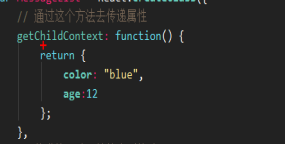 // 通过这个方法去传递属性
getChildContext: function() {
return {
color: "blue",
age:12
};
},